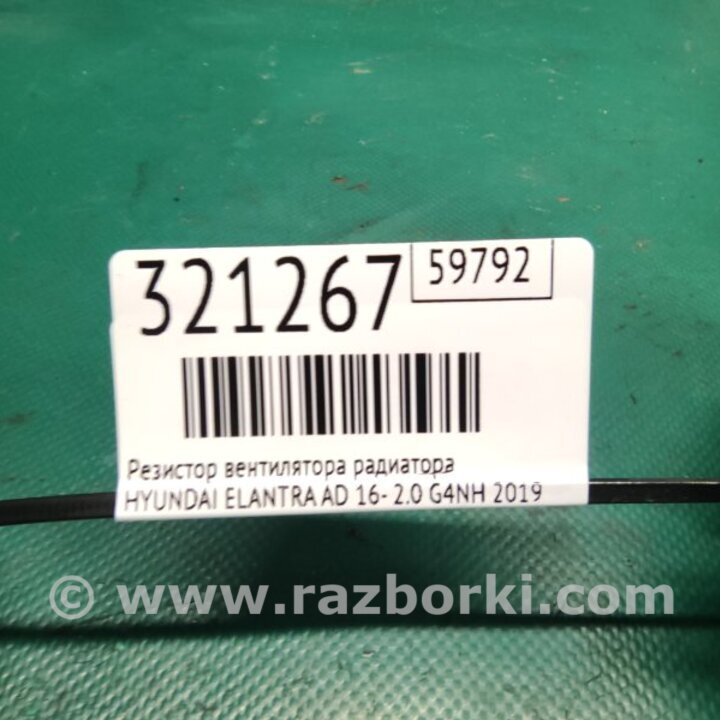 321267
59792
Резистор вентилятора радиатора
HYUNDAI ELANTRA AD 16- 2.0 G4NH 2019
© www.razborki.com